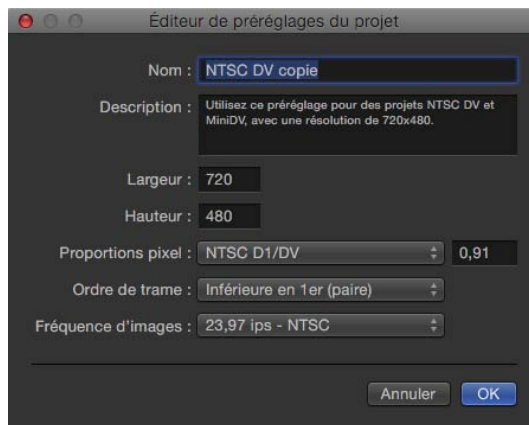 Éditeur de préréglages du projet
Nom : NTSC DV copie
Description : Utilisez ce préréglage pour des projets NTSC DV et
MiniDV, avec une résolution de 720x480.
Largeur : 720
Hauteur : 480
Proportions pixel : NTSC D1/DV 0,91
Ordre de trame : Inférieure en 1er (paire)
Fréquence d'images : 23,97 ips - NTSC
Annuler OK